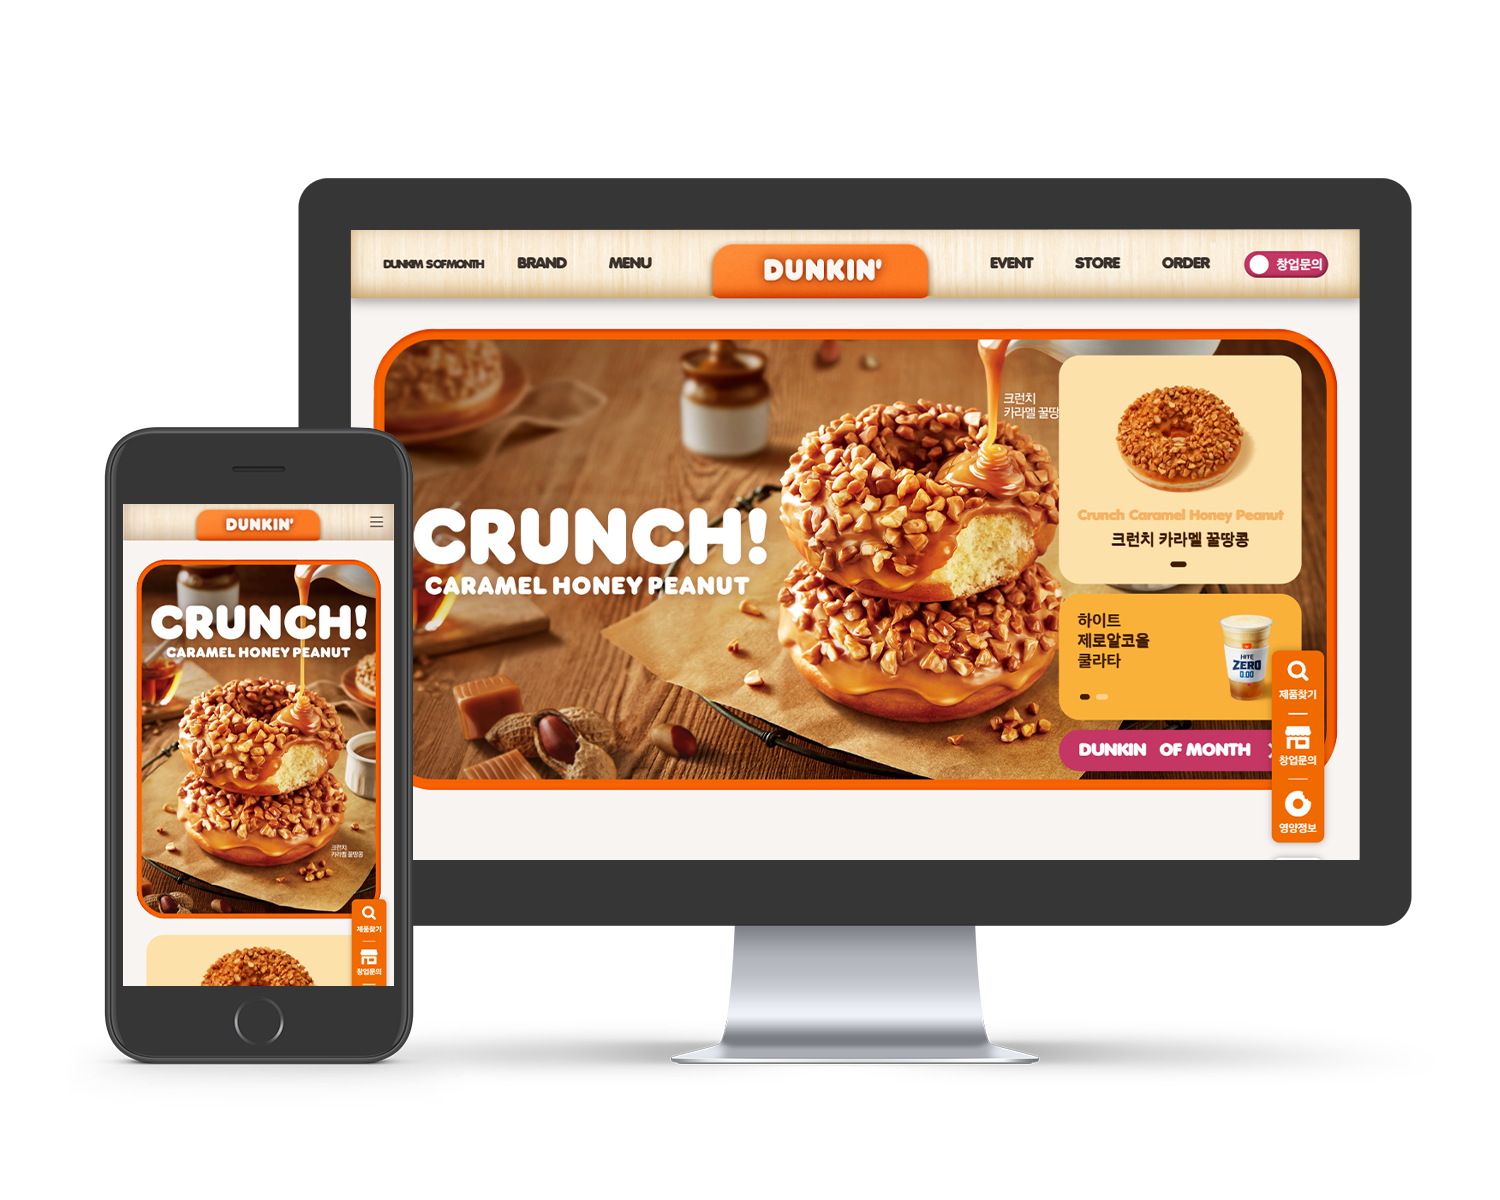 DUNKIM SOFMONTH
BRAND
MENU
DUNKIN'
EVENT
STORE
ORDER
창업문의
크런치
카라멜 꿀땅
CRUNCH!
CARAMEL HONEY PEANUT
Crunch Caramel Honey Peanut
크런치 카라멜 꿀땅콩
하이트
제로알코올
쿨라타
HITE
ZERO
0.00
DUNKIN OF MONTH
제품찾기
창업문의
영양정보
DUNKIN'
CRUNCH!
CARAMEL HONEY PEANUT
크런치
카라멜 꿀땅콩
제품찾기
창업문의